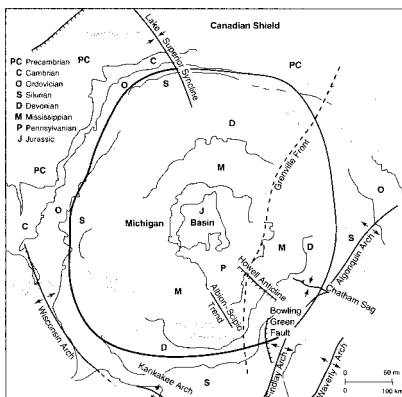 Canadian Shield
Lake Superior Syncline
PC Precambrian
C Cambrian
O Ordovician
S Silurian
D Devonian
M Mississippian
P Pennsylvanian
J Jurassic
PC
C
PC
O
S
D
Grenville Front
PC
M
O
PC
J
Michigan Basin
O
S
C
M
D
S
P
Howell Anticline
Algonquin Arch
M
Albion-Scipio Trend
Chatham Sag
Bowling Green Fault
Wisconsin Arch
D
Kankakee Arch
S
Findlay Arch
Waverly Arch
0 50 mi
0 100 km